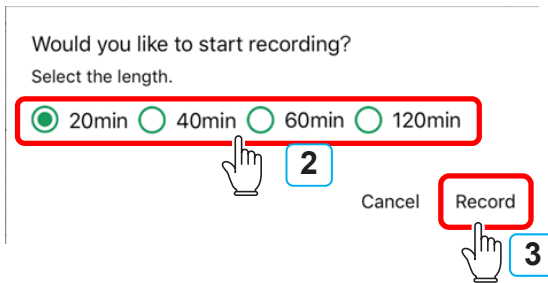 Would you like to start recording?
Select the length.
20min 40min 60min 120min
2
Cancel Record
3